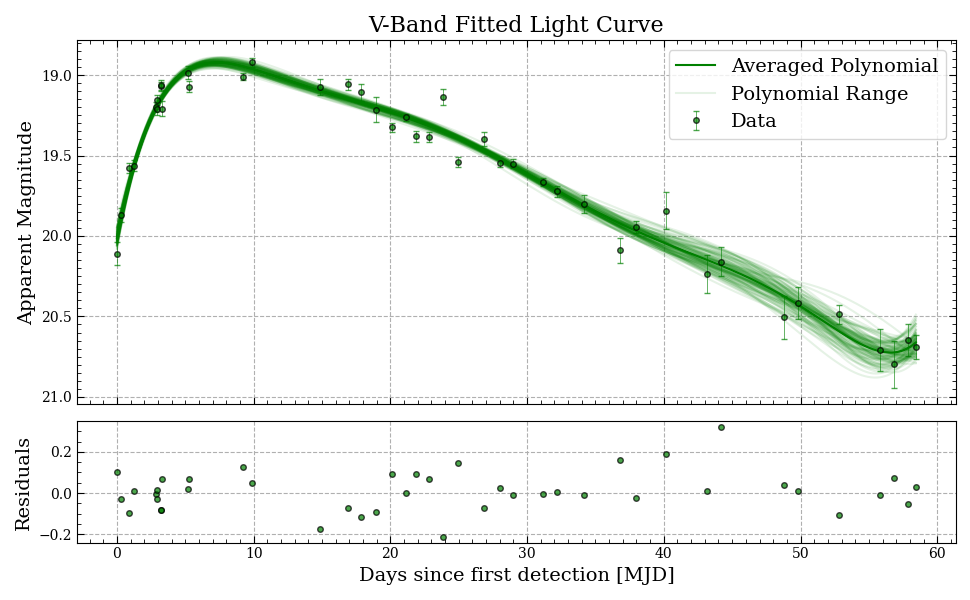 V-Band Fitted Light Curve
Apparent Magnitude
19.0
19.5
20.0
20.5
21.0
Averaged Polynomial
Polynomial Range
Data
Residuals
0.2
0.0
−0.2
0 10 20 30 40 50 60
Days since first detection [MJD]